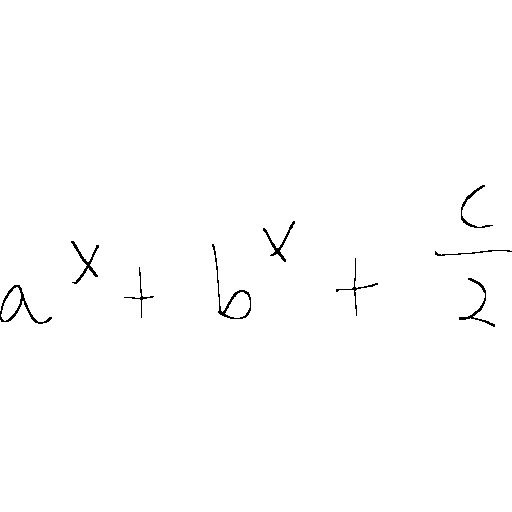 a^x + b^x + c/2